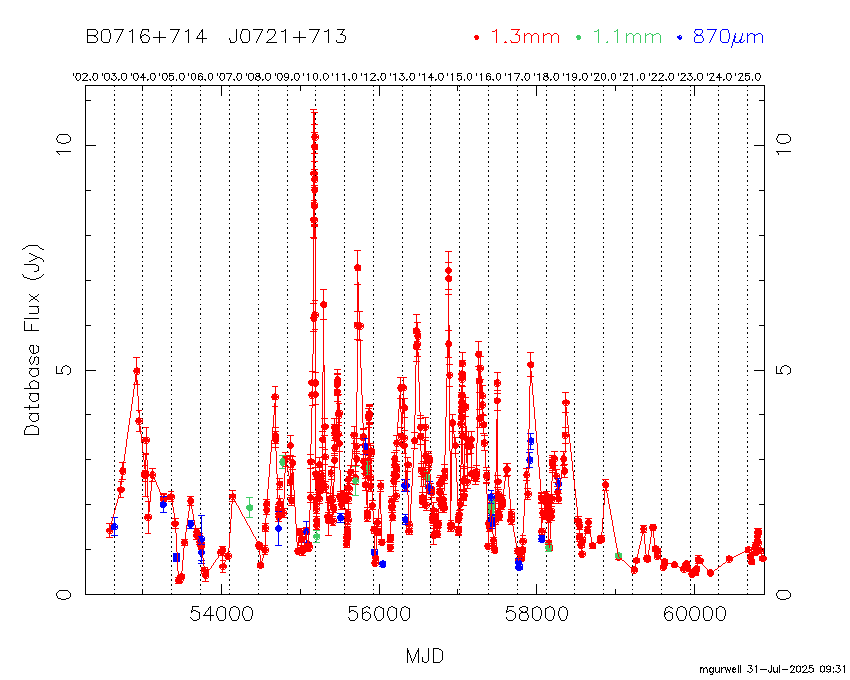 B0716+714 J0721+713 1.3mm 1.1mm 870μm
'02.0 '03.0 '04.0 '05.0 '06.0 '07.0 '08.0 '09.0 '10.0 '11.0 '12.0 '13.0 '14.0 '15.0 '16.0 '17.0 '18.0 '19.0 '20.0 '21.0 '22.0 '23.0 '24.0 '25.0
10 10
5 5
0 0
Database Flux (Jy)
54000 56000 58000 60000
MJD
mgurwell 31-Jul-2025 09:31